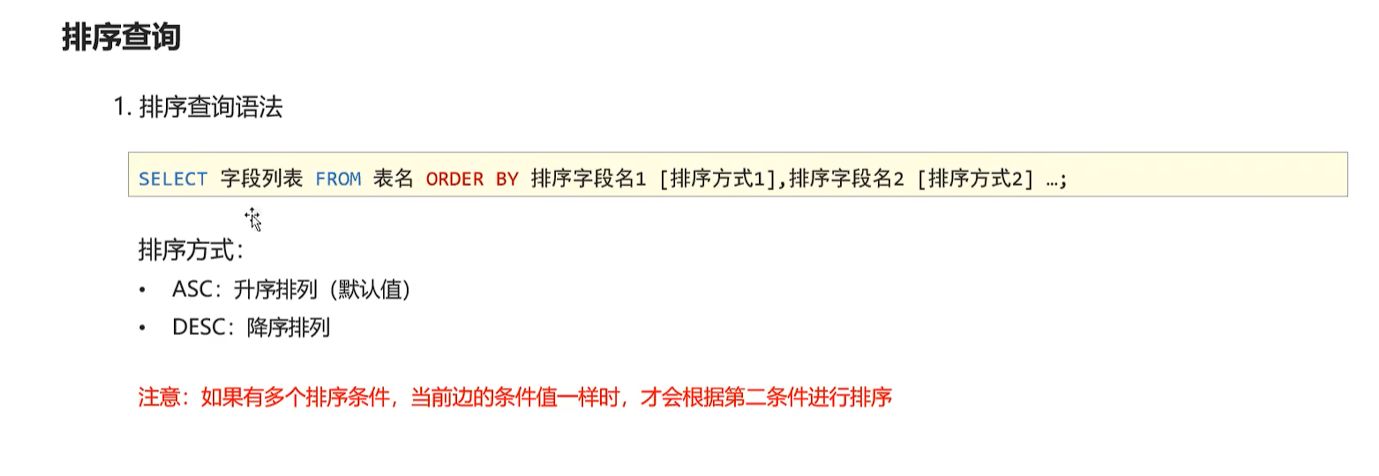 排序查询
1. 排序查询语法
SELECT 字段列表 FROM 表名 ORDER BY 排序字段名1 [排序方式1],排序字段名2 [排序方式2] …;
排序方式：
• ASC：升序排列（默认值）
• DESC：降序排列
注意：如果有多个排序条件，当前边的条件值一样时，才会根据第二条件进行排序